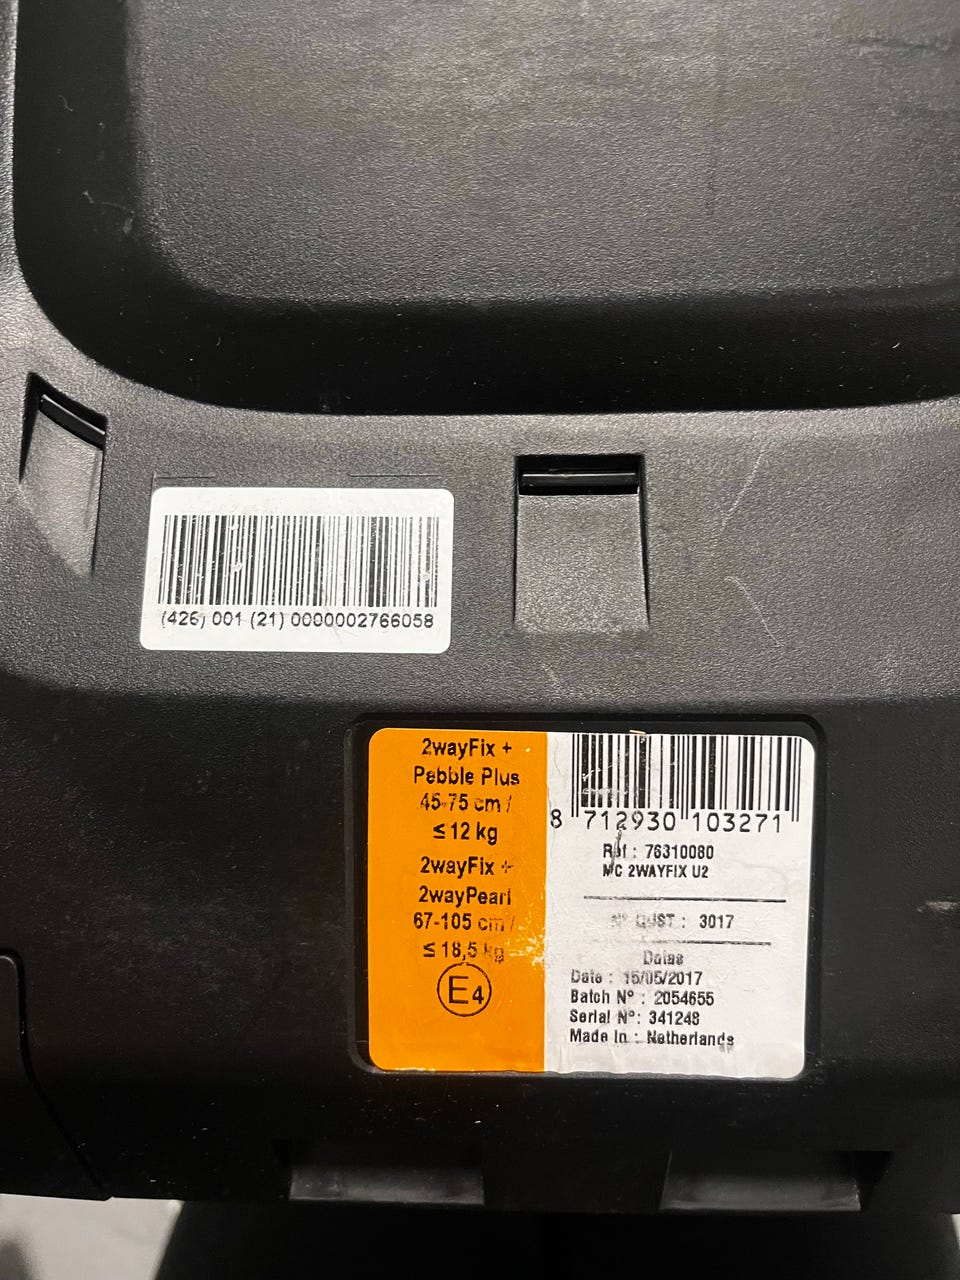 (426) 001 (21) 0000002766058
2wayFix +
Pebble Plus
45-75 cm /
≤ 12 kg
2wayFix +
2wayPearl
67-105 cm /
≤ 18,5 kg
E4
8 712930 103271
Ref : 76310080
MC 2WAYFIX U2
N° : 3017
Date : 15/05/2017
Batch N° : 2054655
Serial N°: 341248
Made in : Netherlands